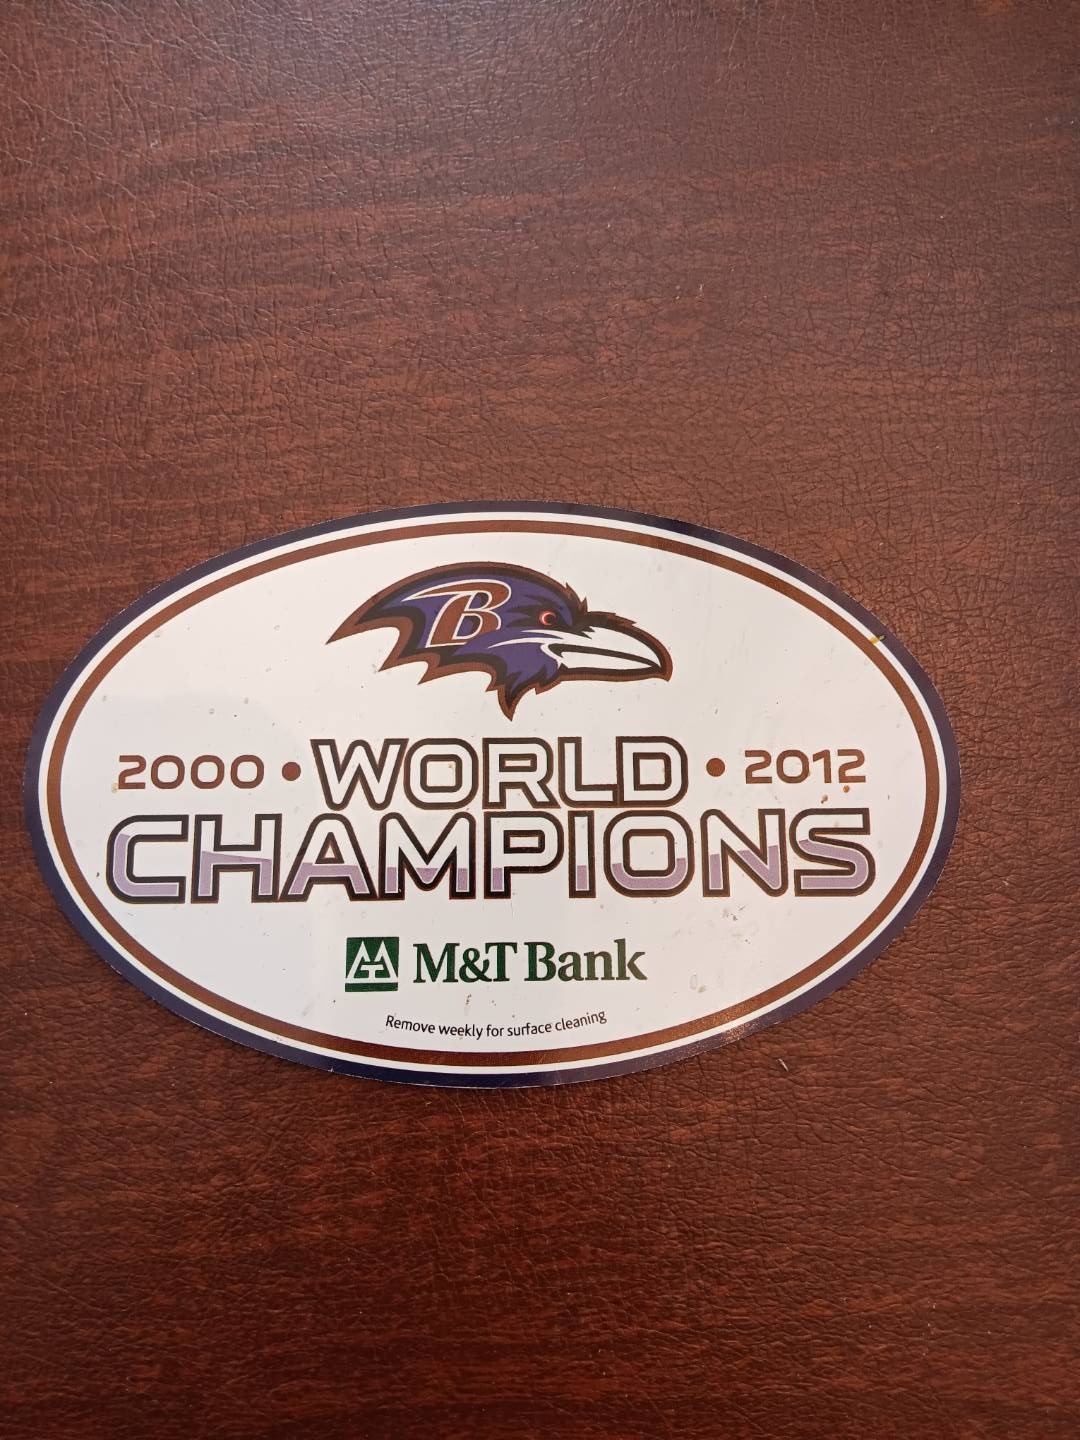 B
2000 • WORLD • 2012
CHAMPIONS
M&T Bank
Remove weekly for surface cleaning